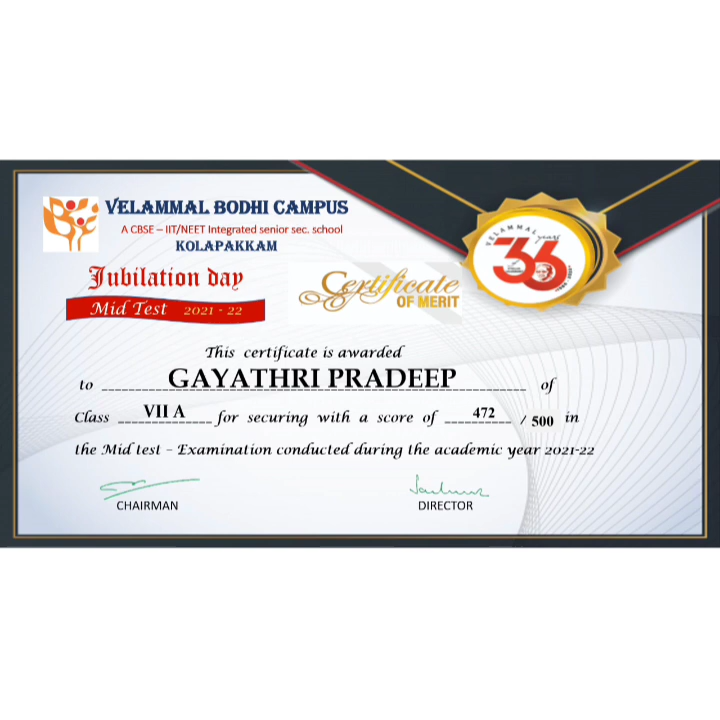 VELAMMAL BODHI CAMPUS
A CBSE – IIT/NEET Integrated senior sec. school
KOLAPAKKAM
Jubilation day
Mid Test 2021 - 22
Certificate
OF MERIT
VELAMMAL
36 years
This certificate is awarded
to GAYATHRI PRADEEP of
Class VII A for securing with a score of 472 / 500 in
the Mid test – Examination conducted during the academic year 2021-22
CHAIRMAN
DIRECTOR